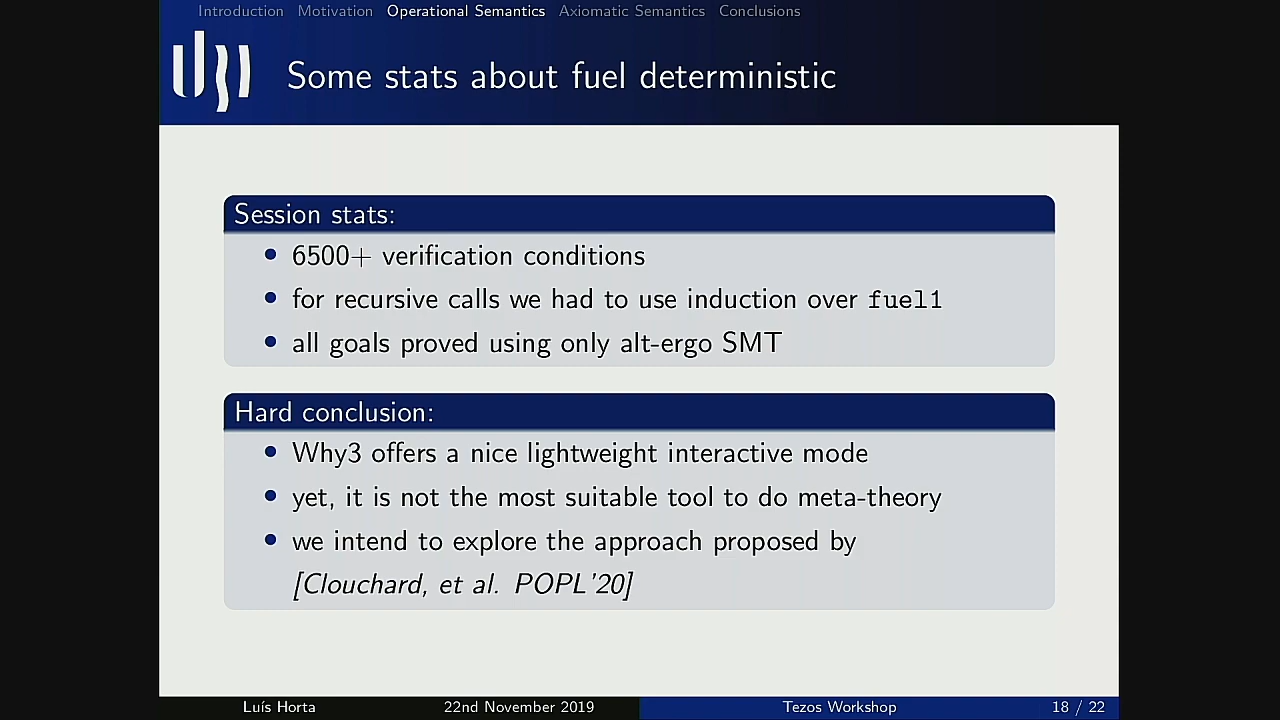 Introduction Motivation Operational Semantics Axiomatic Semantics Conclusions
Some stats about fuel deterministic
Session stats:
6500+ verification conditions
for recursive calls we had to use induction over fuel1
all goals proved using only alt-ergo SMT
Hard conclusion:
Why3 offers a nice lightweight interactive mode
yet, it is not the most suitable tool to do meta-theory
we intend to explore the approach proposed by
[Clouchard, et al. POPL'20]
Luís Horta 22nd November 2019 Tezos Workshop 18 / 22